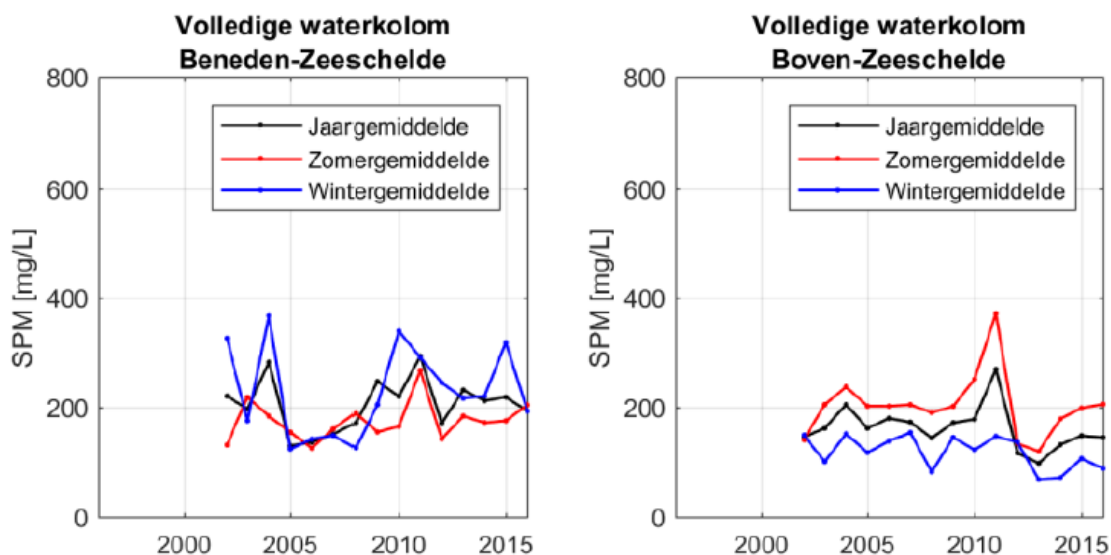 Volledige waterkolom
Beneden-Zeeschelde
800
600
400
200
0
SPM [mg/L]
Jaargemiddelde
Zomergemiddelde
Wintergemiddelde
2000 2005 2010 2015
Volledige waterkolom
Boven-Zeeschelde
800
600
400
200
0
SPM [mg/L]
Jaargemiddelde
Zomergemiddelde
Wintergemiddelde
2000 2005 2010 2015